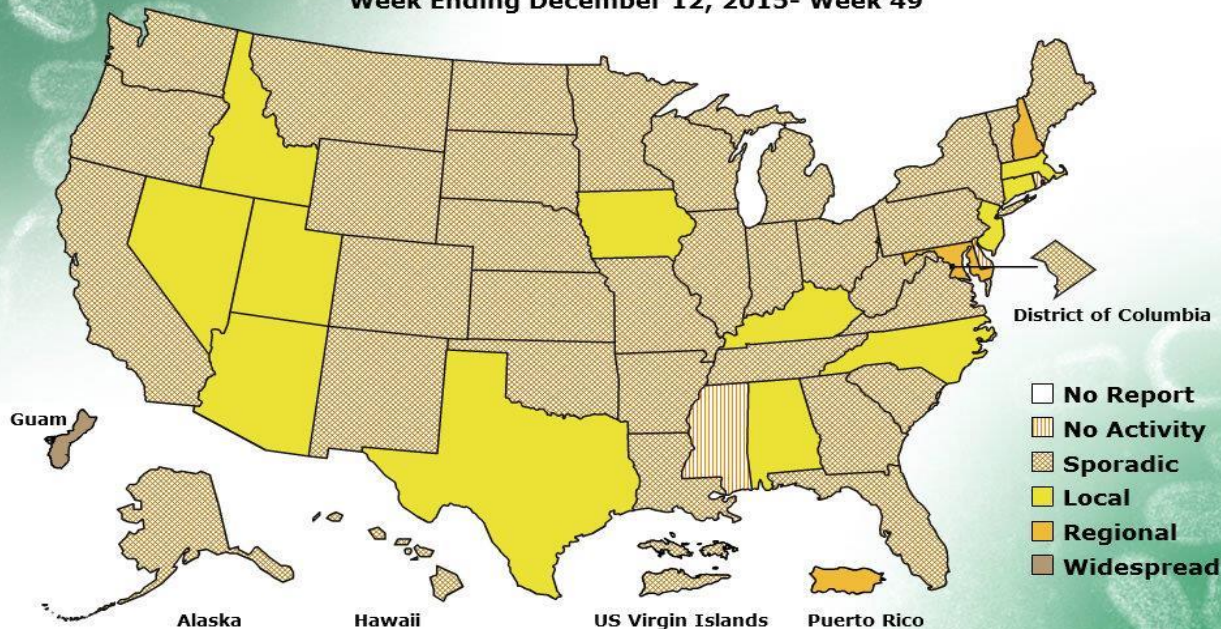 Week Ending December 12, 2015- Week 49
District of Columbia
Guam
No Report
No Activity
Sporadic
Local
Regional
Widespread
Alaska
Hawaii
US Virgin Islands
Puerto Rico